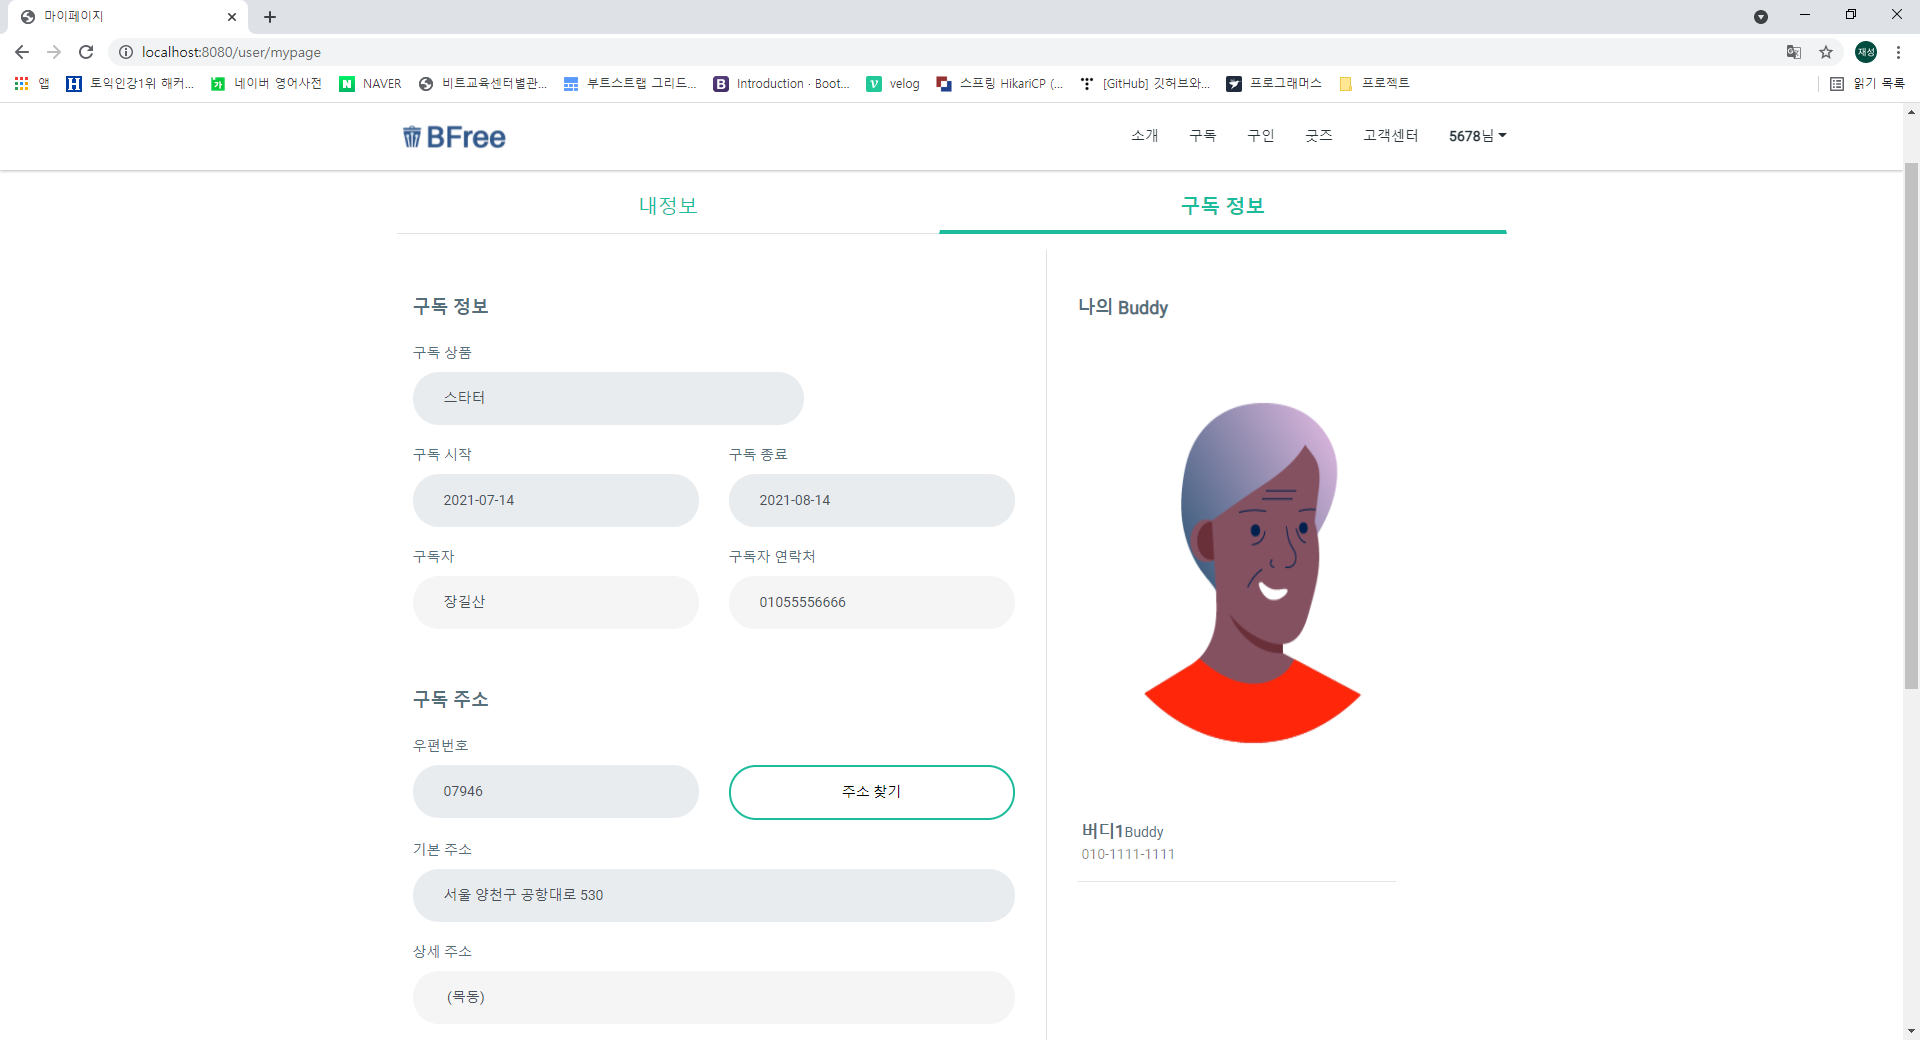 마이페이지
localhost:8080/user/mypage
재성
앱
토익인강1위 해커...
네이버 영어사전
NAVER
비트교육센터별관...
부트스트랩 그리드...
Introduction · Boot...
velog
스프링 HikariCP (...
[GitHub] 깃허브와...
프로그래머스
프로젝트
읽기 목록
BFree
소개
구독
구인
굿즈
고객센터
5678님
내정보
구독 정보
구독 정보
구독 상품
스타터
구독 시작
구독 종료
2021-07-14
2021-08-14
구독자
구독자 연락처
장길산
01055556666
구독 주소
우편번호
07946
주소 찾기
기본 주소
서울 양천구 공항대로 530
상세 주소
(목동)
나의 Buddy
버디1Buddy
010-1111-1111